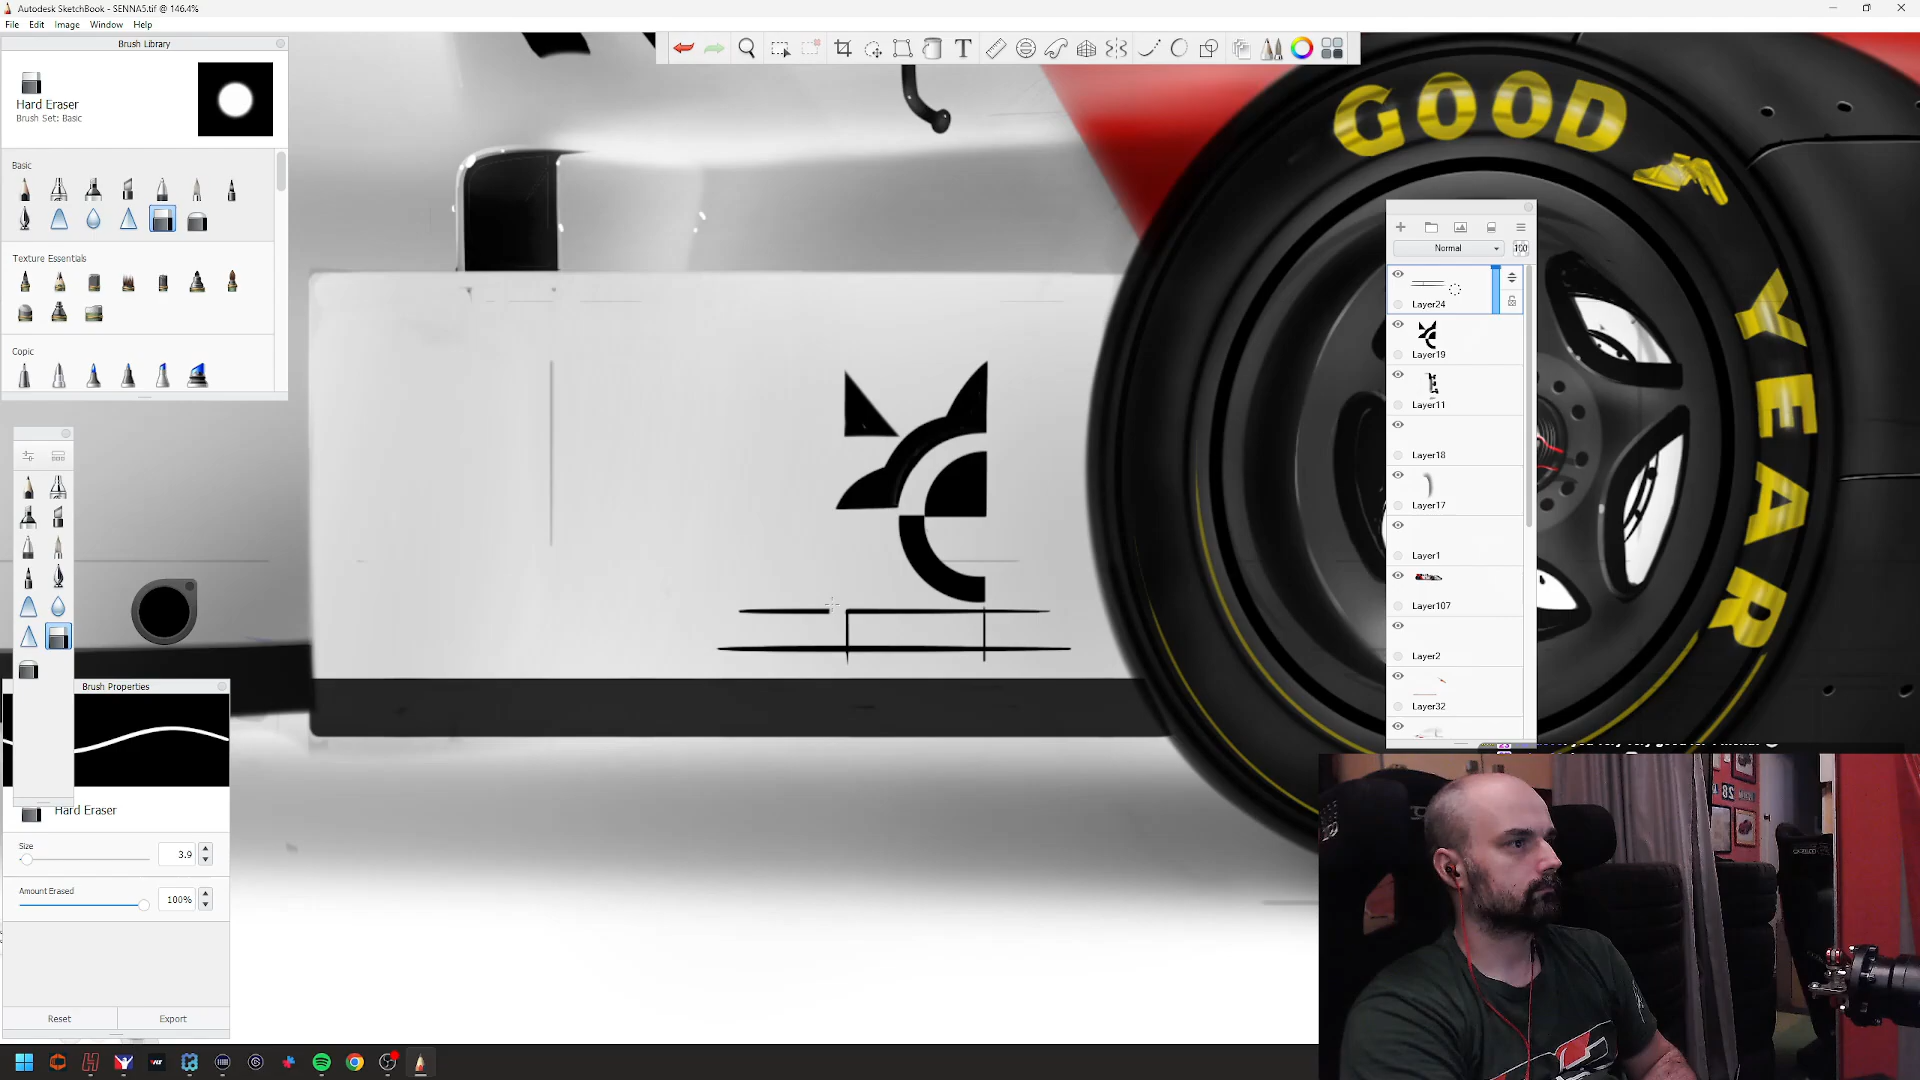 Autodesk SketchBook - SENNA5.tif @ 146.4%
File Edit Image Window Help
Brush Library
Hard Eraser
Brush Set: Basic
Basic
Texture Essentials
Copic
T
GOOD
YEAR
Normal
100
Layer24
Layer19
Layer11
Layer18
Layer17
Layer1
Layer107
Layer2
Layer32
Brush Properties
Hard Eraser
Size
3.9
Amount Erased
100%
Reset
Export
28